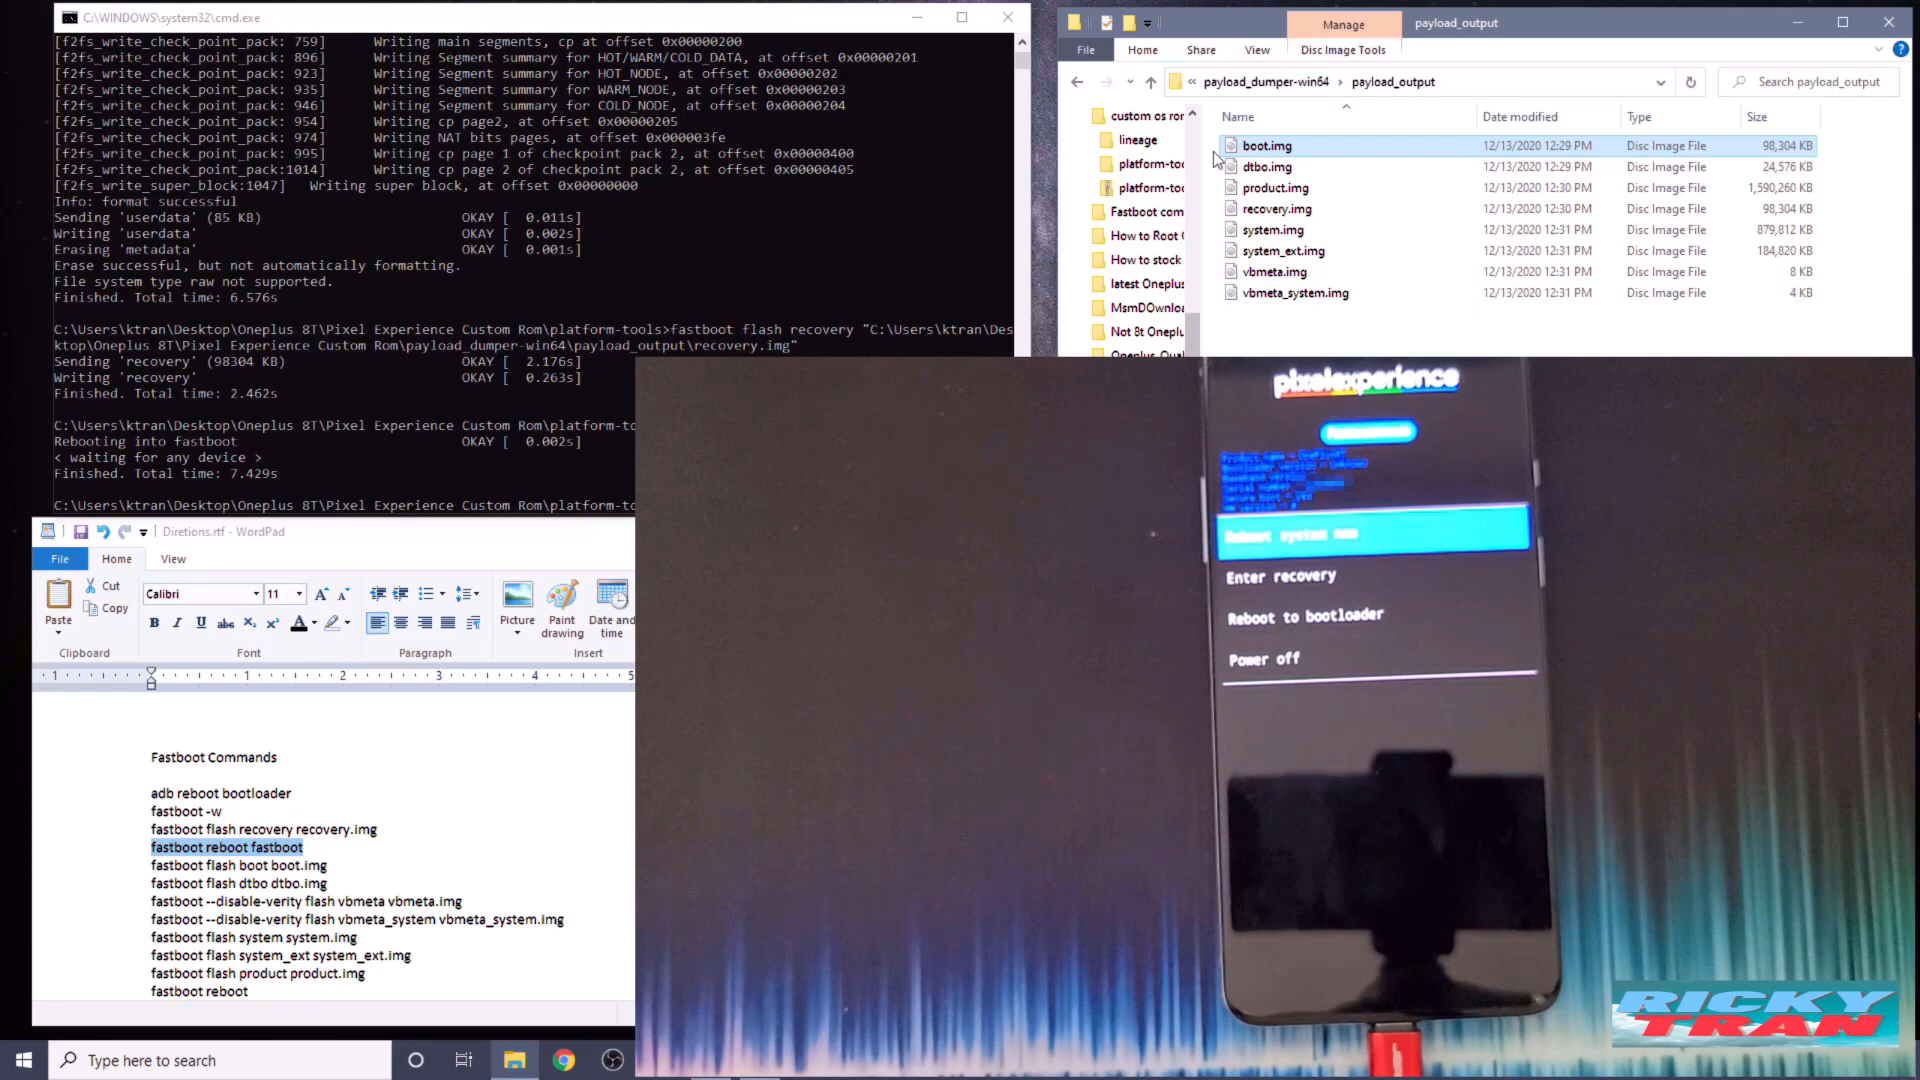 C:\WINDOWS\system32\cmd.exe
[f2fs_write_check_point_pack: 759] Writing main segments, cp at offset 0x00000200
[f2fs_write_check_point_pack: 896] Writing Segment summary for HOT/WARM/COLD_DATA, at offset 0x00000201
[f2fs_write_check_point_pack: 923] Writing Segment summary for HOT_NODE, at offset 0x00000202
[f2fs_write_check_point_pack: 935] Writing Segment summary for WARM_NODE, at offset 0x00000203
[f2fs_write_check_point_pack: 946] Writing Segment summary for COLD_NODE, at offset 0x00000204
[f2fs_write_check_point_pack: 954] Writing cp page2, at offset 0x00000205
[f2fs_write_check_point_pack: 974] Writing NAT bits pages, at offset 0x000003fe
[f2fs_write_check_point_pack: 995] Writing cp page 1 of checkpoint pack 2, at offset 0x00000400
[f2fs_write_check_point_pack:1014] Writing cp page 2 of checkpoint pack 2, at offset 0x00000405
[f2fs_write_super_block:1047] Writing super block, at offset 0x00000000
Info: format successful
Sending 'userdata' (85 KB) OKAY [ 0.011s]
Writing 'userdata' OKAY [ 0.002s]
Erasing 'metadata' OKAY [ 0.001s]
Erase successful, but not automatically formatting.
File system type raw not supported.
Finished. Total time: 6.576s
C:\Users\ktran\Desktop\Oneplus 8T\Pixel Experience Custom Rom\platform-tools>fastboot flash recovery "C:\Users\ktran\Des
ktop\Oneplus 8T\Pixel Experience Custom Rom\payload_dumper-win64\payload_output\recovery.img"
Sending 'recovery' (98304 KB) OKAY [ 2.176s]
Writing 'recovery' OKAY [ 0.263s]
Finished. Total time: 2.462s
C:\Users\ktran\Desktop\Oneplus 8T\Pixel Experience Custom Rom\platform-to
Rebooting into fastboot OKAY [ 0.002s]
< waiting for any device >
Finished. Total time: 7.429s
C:\Users\ktran\Desktop\Oneplus 8T\Pixel Experience Custom Rom\platform-to
Manage payload_output
File Home Share View Disc Image Tools
« payload_dumper-win64 › payload_output
Search payload_output
Name Date modified Type Size
custom os ror
lineage
platform-too
platform-too
Fastboot com
How to Root
How to stock
latest Oneplus
MsmDOwnloa
Not 8t Oneplu
boot.img 12/13/2020 12:29 PM Disc Image File 98,304 KB
dtbo.img 12/13/2020 12:29 PM Disc Image File 24,576 KB
product.img 12/13/2020 12:30 PM Disc Image File 1,590,260 KB
recovery.img 12/13/2020 12:30 PM Disc Image File 98,304 KB
system.img 12/13/2020 12:31 PM Disc Image File 879,812 KB
system_ext.img 12/13/2020 12:31 PM Disc Image File 184,820 KB
vbmeta.img 12/13/2020 12:31 PM Disc Image File 8 KB
vbmeta_system.img 12/13/2020 12:31 PM Disc Image File 4 KB
Diretions.rtf - WordPad
File Home View
Paste Cut Copy
Calibri 11
Picture Paint drawing Date and time
Clipboard Font Paragraph Insert
1 1 2 3 4 5
Fastboot Commands
adb reboot bootloader
fastboot -w
fastboot flash recovery recovery.img
fastboot reboot fastboot
fastboot flash boot boot.img
fastboot flash dtbo dtbo.img
fastboot --disable-verity flash vbmeta vbmeta.img
fastboot --disable-verity flash vbmeta_system vbmeta_system.img
fastboot flash system system.img
fastboot flash system_ext system_ext.img
fastboot flash product product.img
fastboot reboot
pixelexperience
Reboot system now
Enter recovery
Reboot to bootloader
Power off
RICKY
TRAN
Type here to search